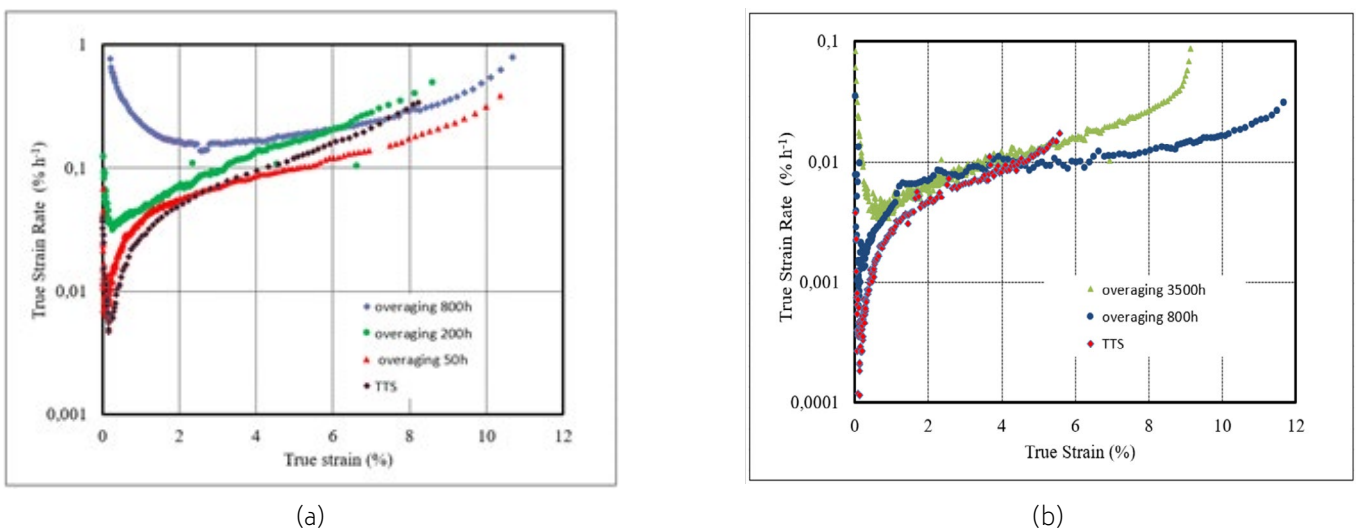 1
0,1
0,01
0,001
True Strain Rate (% h⁻¹)
overaging 800h
overaging 200h
overaging 50h
TTS
0 2 4 6 8 10 12
True strain (%)
(a)
0,1
0,01
0,001
0,0001
True Strain Rate (% h⁻¹)
overaging 3500h
overaging 800h
TTS
0 2 4 6 8 10 12
True Strain (%)
(b)